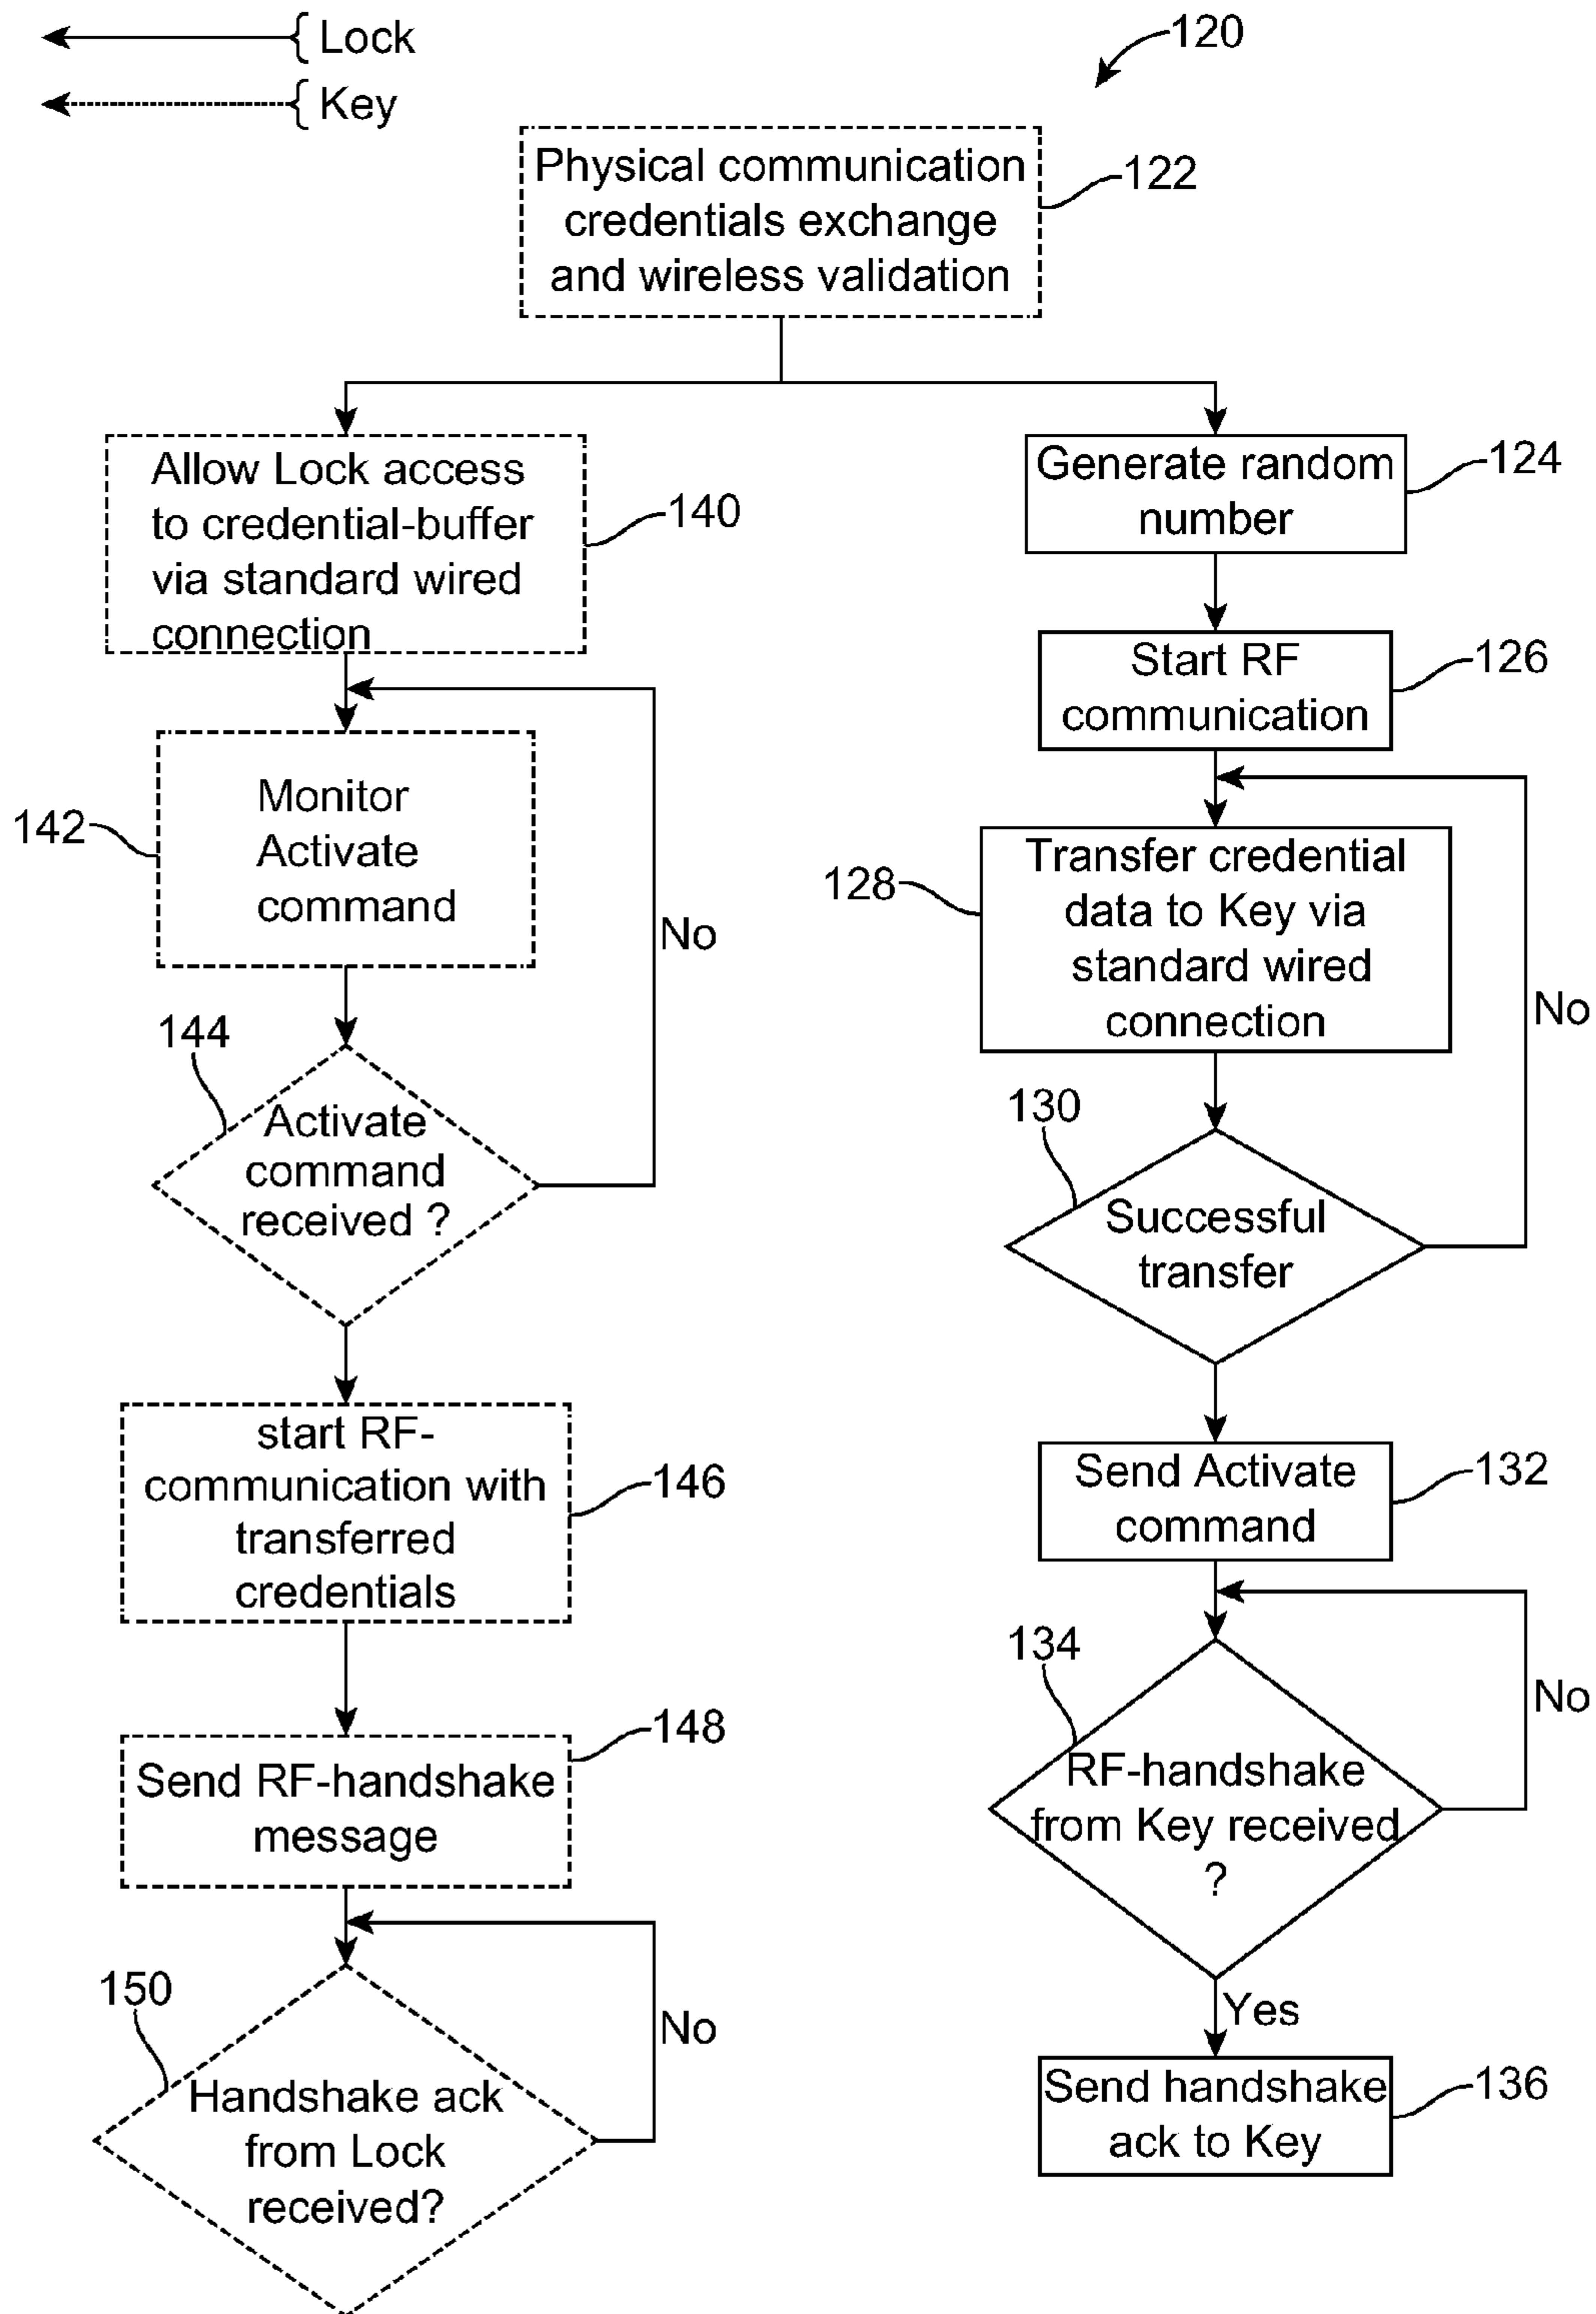 Lock
Key
120
Physical communication
credentials exchange
and wireless validation
122
Allow Lock access
to credential-buffer
via standard wired
connection
140
Monitor
Activate
command
142
No
144
Activate
command
received ?
start RF-
communication with
transferred
credentials
146
Send RF-handshake
message
148
150
Handshake ack
from Lock
received?
No
Generate random
number
124
Start RF
communication
126
128
Transfer credential
data to Key via
standard wired
connection
No
130
Successful
transfer
Send Activate
command
132
134
RF-handshake
from Key received
?
No
Yes
Send handshake
ack to Key
136